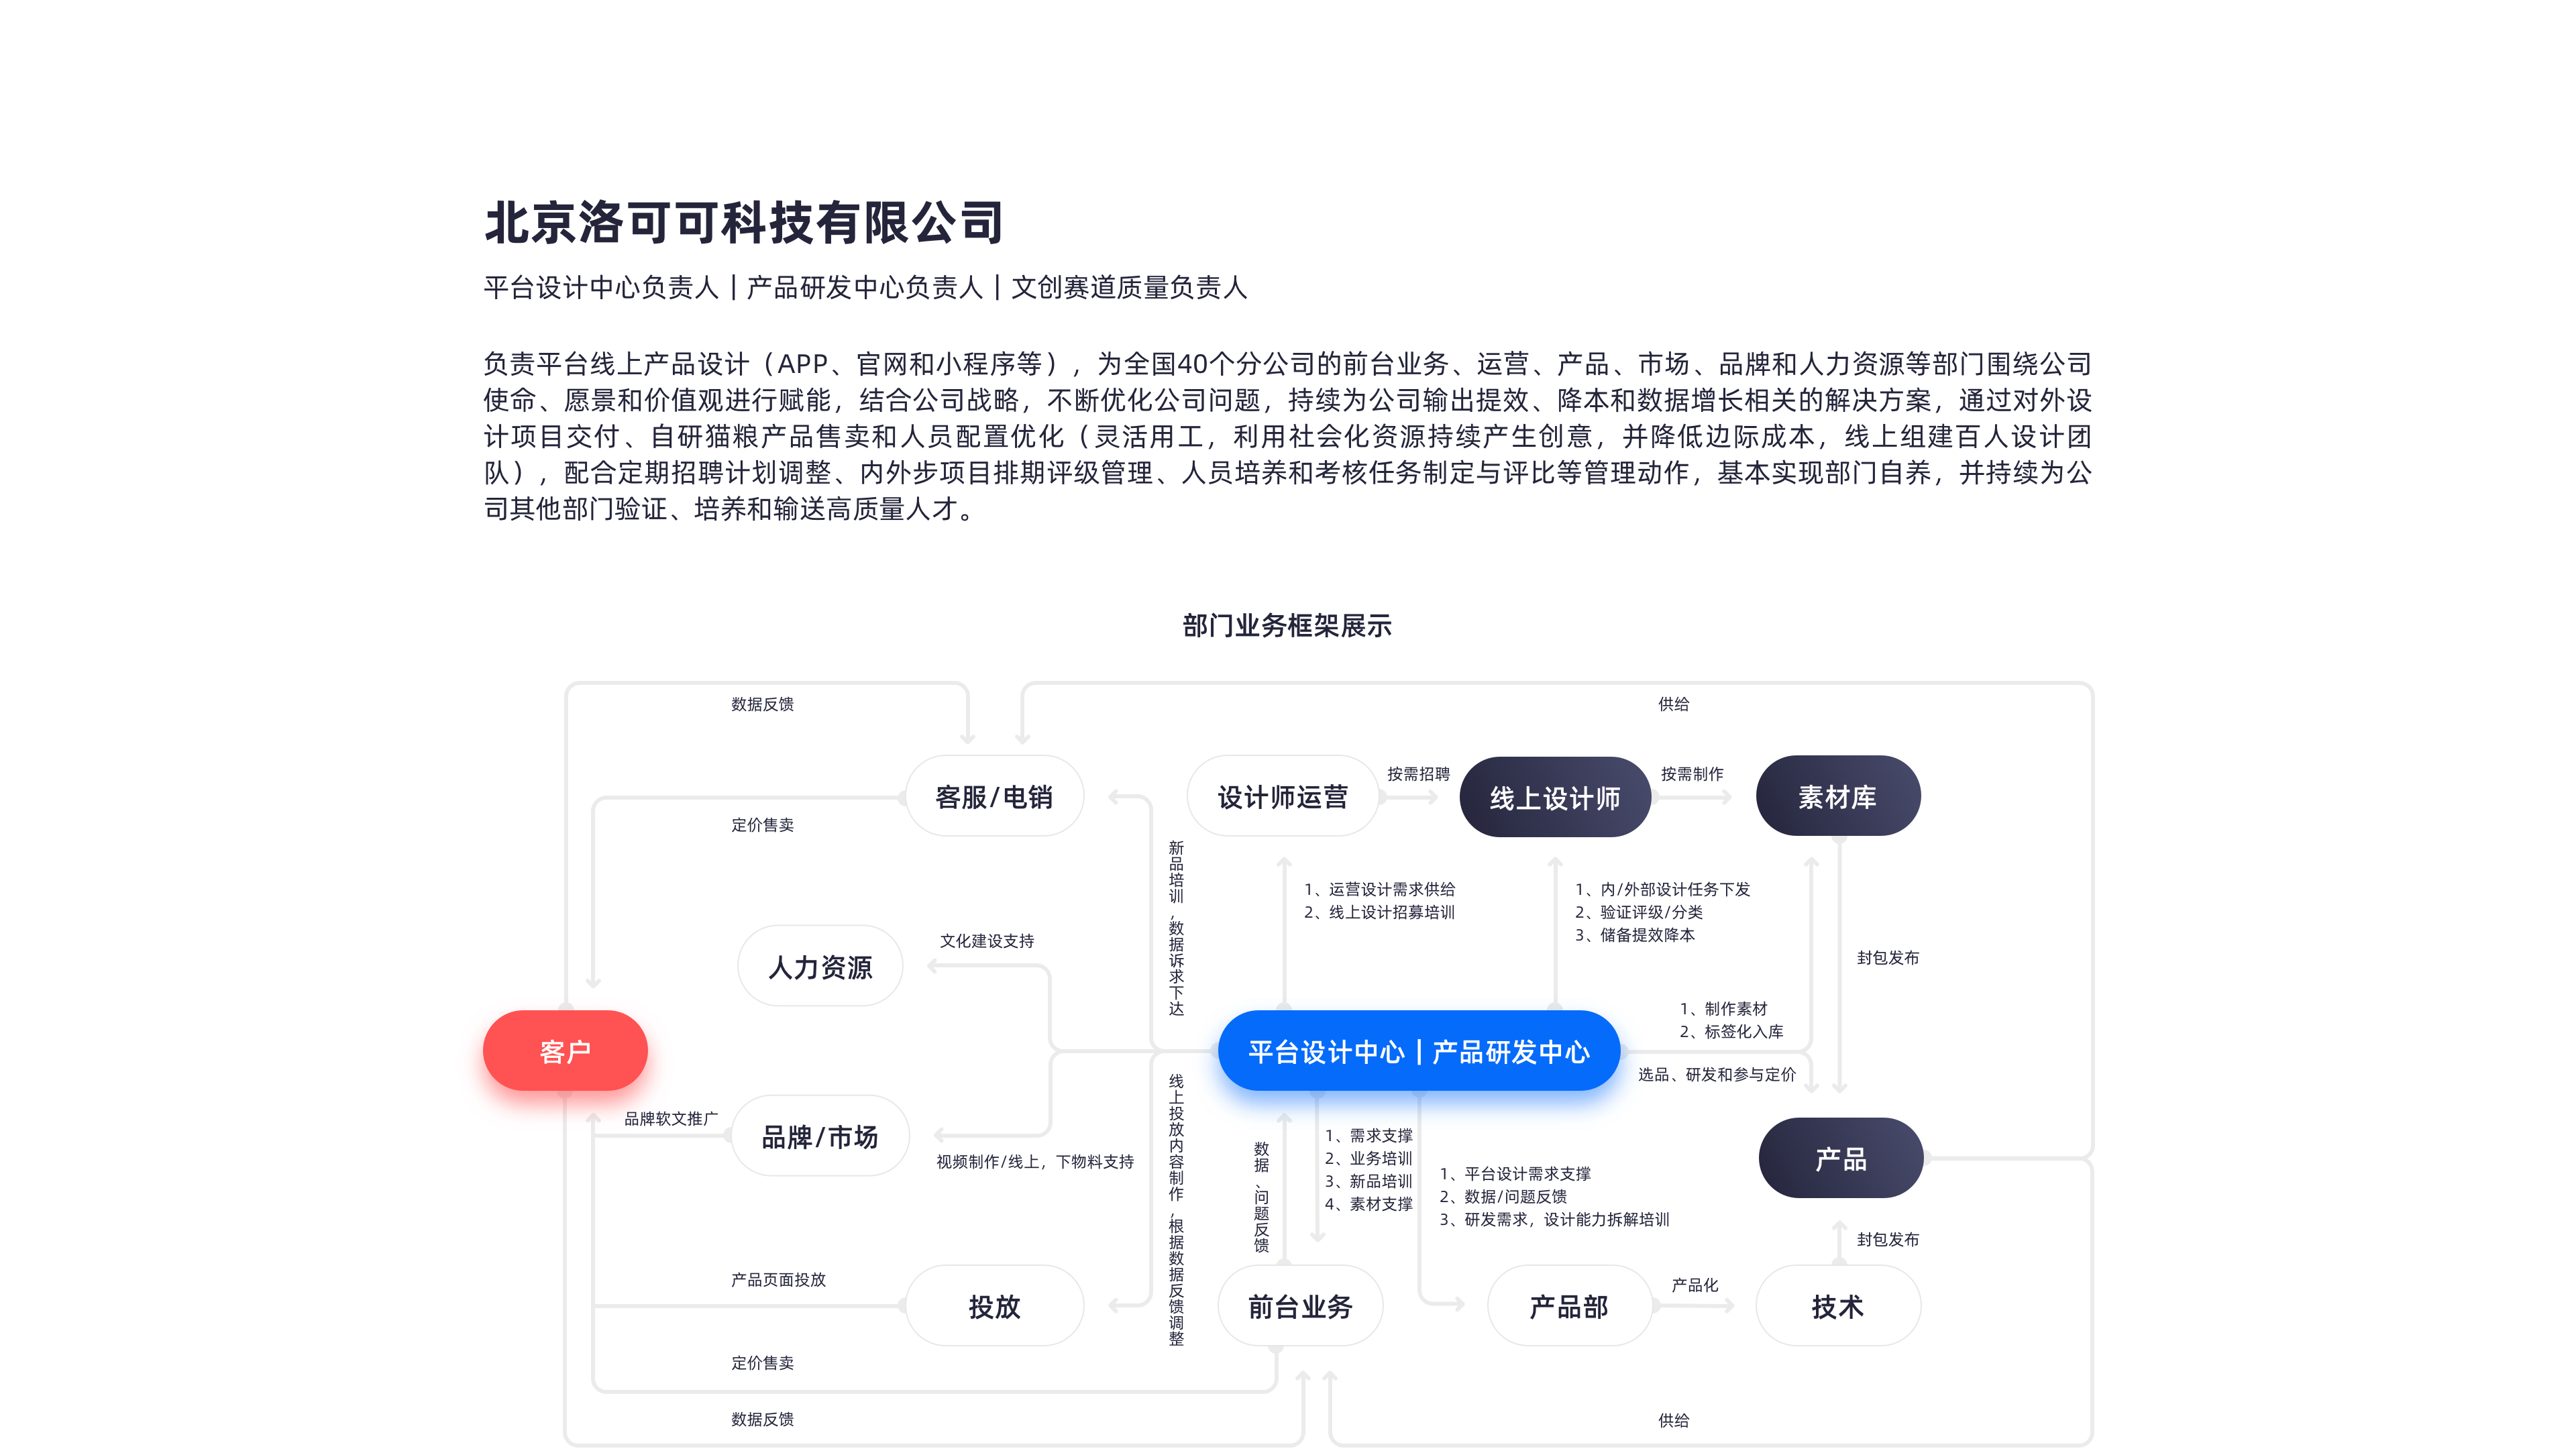 北京洛可可科技有限公司
平台设计中心负责人 | 产品研发中心负责人 | 文创赛道质量负责人
负责平台线上产品设计（APP、官网和小程序等），为全国40个分公司的前台业务、运营、产品、市场、品牌和人力资源等部门围绕公司
使命、愿景和价值观进行赋能，结合公司战略，不断优化公司问题，持续为公司输出提效、降本和数据增长相关的解决方案，通过对外设
计项目交付、自研猫粮产品售卖和人员配置优化（灵活用工，利用社会化资源持续产生创意，并降低边际成本，线上组建百人设计团
队），配合定期招聘计划调整、内外步项目排期评级管理、人员培养和考核任务制定与评比等管理动作，基本实现部门自养，并持续为公
司其他部门验证、培养和输送高质量人才。
部门业务框架展示
数据反馈
供给
客服/电销
设计师运营
按需招聘
线上设计师
按需制作
素材库
定价售卖
新品培训，数据诉求下达
1、运营设计需求供给
2、线上设计招募培训
1、内/外部设计任务下发
2、验证评级/分类
3、储备提效降本
文化建设支持
人力资源
封包发布
1、制作素材
2、标签化入库
客户
平台设计中心 | 产品研发中心
选品、研发和参与定价
品牌软文推广
品牌/市场
视频制作/线上，下物料支持
线上投放内容制作，根据数据反馈调整
数据、问题反馈
1、需求支撑
2、业务培训
3、新品培训
4、素材支撑
1、平台设计需求支撑
2、数据/问题反馈
3、研发需求，设计能力拆解培训
产品
封包发布
产品页面投放
投放
前台业务
产品部
产品化
技术
定价售卖
数据反馈
供给